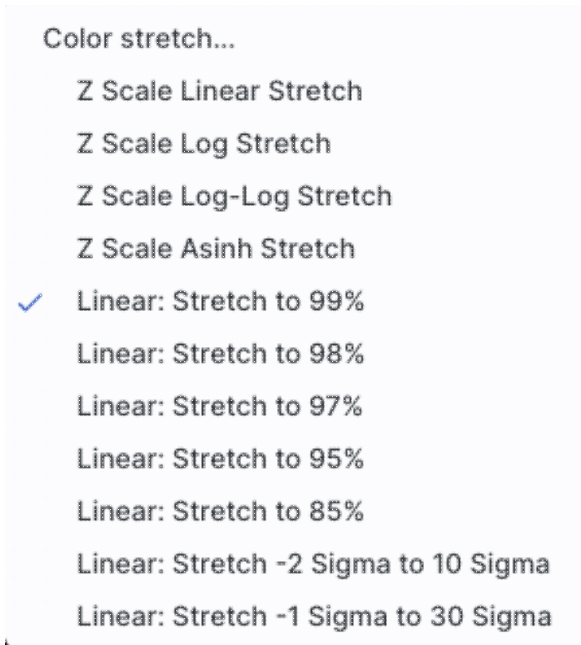 Color stretch...
Z Scale Linear Stretch
Z Scale Log Stretch
Z Scale Log-Log Stretch
Z Scale Asinh Stretch
Linear: Stretch to 99%
Linear: Stretch to 98%
Linear: Stretch to 97%
Linear: Stretch to 95%
Linear: Stretch to 85%
Linear: Stretch -2 Sigma to 10 Sigma
Linear: Stretch -1 Sigma to 30 Sigma